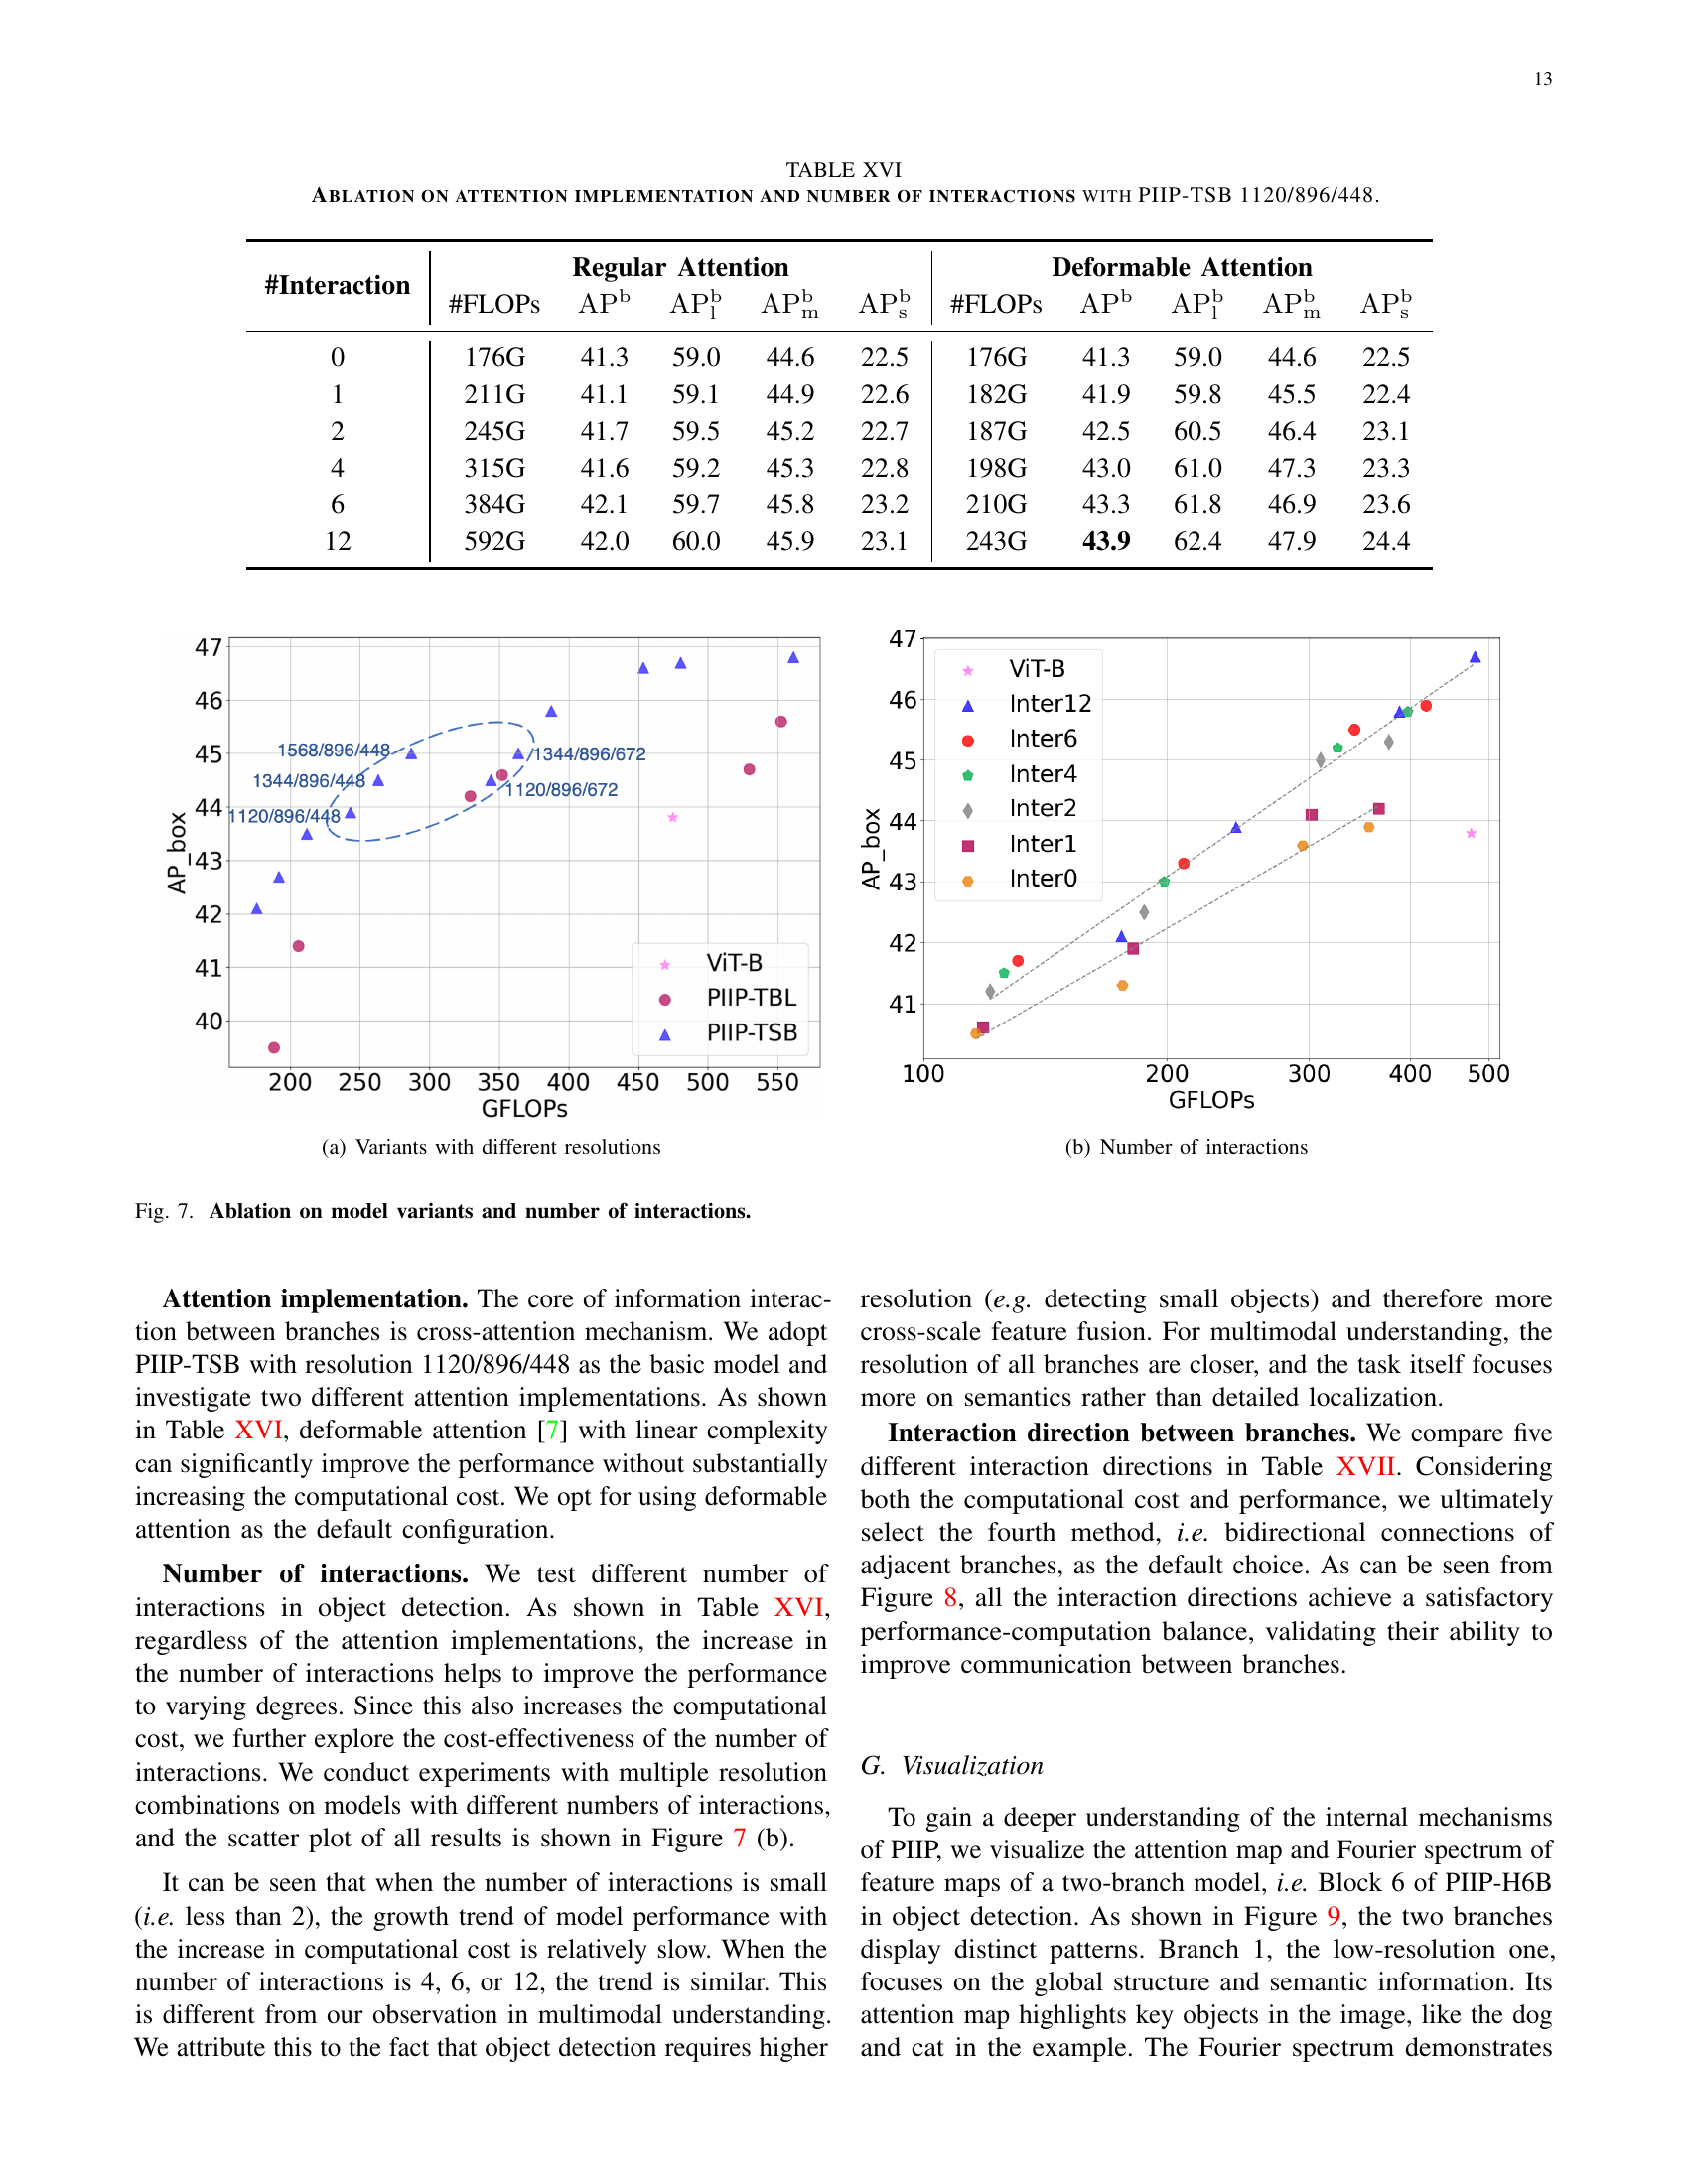 13
TABLE XVI
ABLATION ON ATTENTION IMPLEMENTATION AND NUMBER OF INTERACTIONS WITH PIIP-TSB 1120/896/448.
#Interaction Regular Attention Deformable Attention
#FLOPs AP^b AP^b_l AP^b_m AP^b_s #FLOPs AP^b AP^b_l AP^b_m AP^b_s
0 176G 41.3 59.0 44.6 22.5 176G 41.3 59.0 44.6 22.5
1 211G 41.1 59.1 44.9 22.6 182G 41.9 59.8 45.5 22.4
2 245G 41.7 59.5 45.2 22.7 187G 42.5 60.5 46.4 23.1
4 315G 41.6 59.2 45.3 22.8 198G 43.0 61.0 47.3 23.3
6 384G 42.1 59.7 45.8 23.2 210G 43.3 61.8 46.9 23.6
12 592G 42.0 60.0 45.9 23.1 243G 43.9 62.4 47.9 24.4
47
46
45
44
43
42
41
40
AP_box
1568/896/448
1344/896/448
1120/896/448
1344/896/672
1120/896/672
ViT-B
PIIP-TBL
PIIP-TSB
200 250 300 350 400 450 500 550
GFLOPs
(a) Variants with different resolutions
47
46
45
44
43
42
41
AP_box
ViT-B
Inter12
Inter6
Inter4
Inter2
Inter1
Inter0
100 200 300 400 500
GFLOPs
(b) Number of interactions
Fig. 7. Ablation on model variants and number of interactions.
Attention implementation. The core of information interac-
tion between branches is cross-attention mechanism. We adopt
PIIP-TSB with resolution 1120/896/448 as the basic model and
investigate two different attention implementations. As shown
in Table XVI, deformable attention [7] with linear complexity
can significantly improve the performance without substantially
increasing the computational cost. We opt for using deformable
attention as the default configuration.
Number of interactions. We test different number of
interactions in object detection. As shown in Table XVI,
regardless of the attention implementations, the increase in
the number of interactions helps to improve the performance
to varying degrees. Since this also increases the computational
cost, we further explore the cost-effectiveness of the number of
interactions. We conduct experiments with multiple resolution
combinations on models with different numbers of interactions,
and the scatter plot of all results is shown in Figure 7 (b).
It can be seen that when the number of interactions is small
(i.e. less than 2), the growth trend of model performance with
the increase in computational cost is relatively slow. When the
number of interactions is 4, 6, or 12, the trend is similar. This
is different from our observation in multimodal understanding.
We attribute this to the fact that object detection requires higher
resolution (e.g. detecting small objects) and therefore more
cross-scale feature fusion. For multimodal understanding, the
resolution of all branches are closer, and the task itself focuses
more on semantics rather than detailed localization.
Interaction direction between branches. We compare five
different interaction directions in Table XVII. Considering
both the computational cost and performance, we ultimately
select the fourth method, i.e. bidirectional connections of
adjacent branches, as the default choice. As can be seen from
Figure 8, all the interaction directions achieve a satisfactory
performance-computation balance, validating their ability to
improve communication between branches.
G. Visualization
To gain a deeper understanding of the internal mechanisms
of PIIP, we visualize the attention map and Fourier spectrum of
feature maps of a two-branch model, i.e. Block 6 of PIIP-H6B
in object detection. As shown in Figure 9, the two branches
display distinct patterns. Branch 1, the low-resolution one,
focuses on the global structure and semantic information. Its
attention map highlights key objects in the image, like the dog
and cat in the example. The Fourier spectrum demonstrates